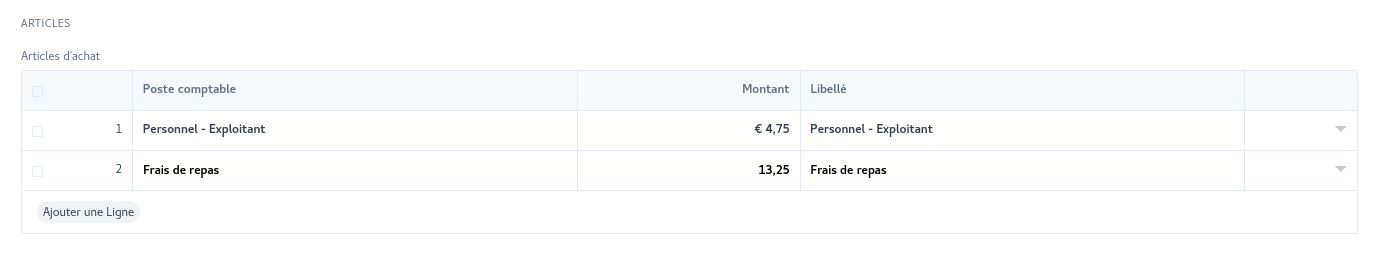 ARTICLES
Articles d'achat
Poste comptable Montant Libellé
1 Personnel - Exploitant € 4,75 Personnel - Exploitant
2 Frais de repas 13,25 Frais de repas
Ajouter une Ligne